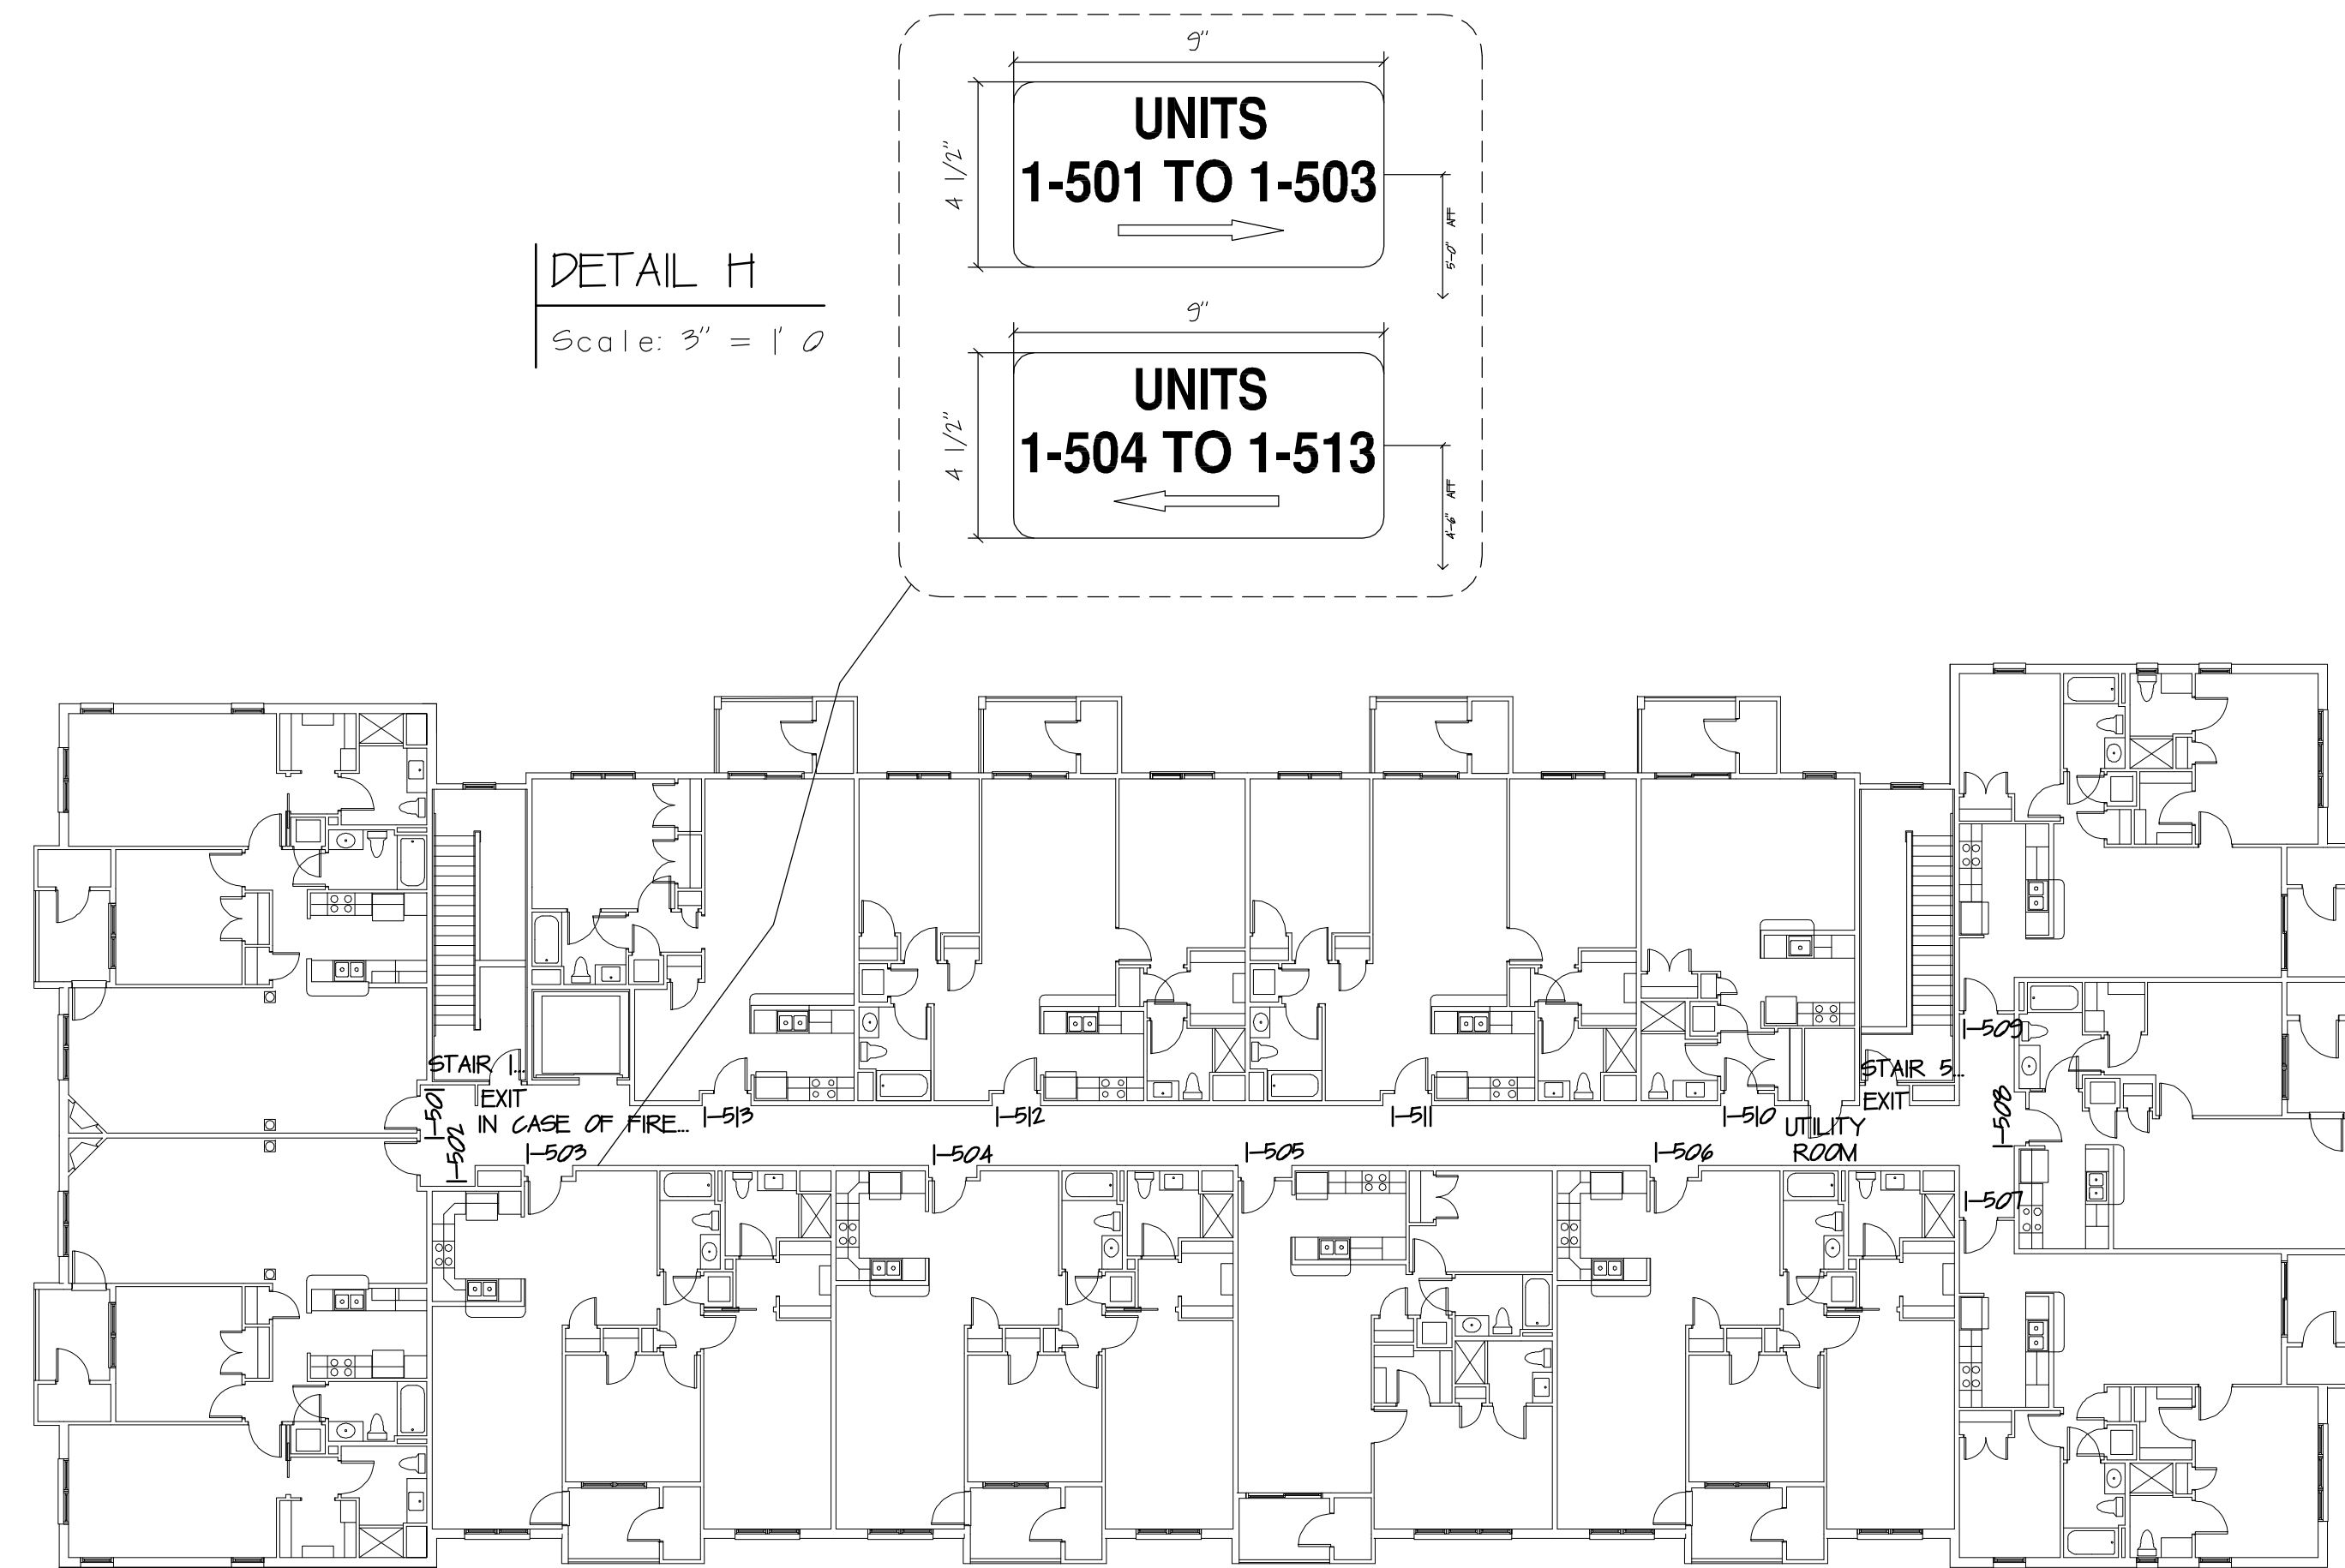 9"
UNITS
1-501 TO 1-503
4 1/2"
5'-0" AFF
DETAIL H
Scale: 3" = 1' 0
9"
UNITS
1-504 TO 1-513
4 1/2"
4'-6" AFF
STAIR 1...
EXIT
IN CASE OF FIRE...
1-501
1-502
1-503
1-513
1-512
1-504
1-505
1-511
1-506
1-510
UTILITY
ROOM
STAIR 5...
EXIT
1-509
1-508
1-507